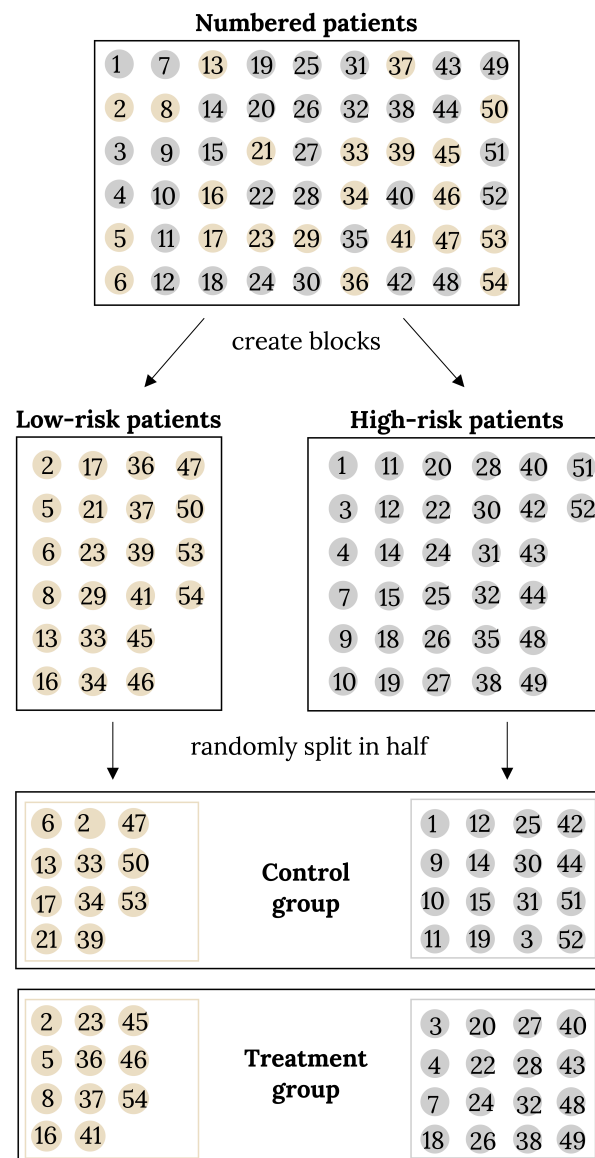 Numbered patients
1 7 13 19 25 31 37 43 49
2 8 14 20 26 32 38 44 50
3 9 15 21 27 33 39 45 51
4 10 16 22 28 34 40 46 52
5 11 17 23 29 35 41 47 53
6 12 18 24 30 36 42 48 54
create blocks
Low-risk patients
2 17 36 47
5 21 37 50
6 23 39 53
8 29 41 54
13 33 45
16 34 46
High-risk patients
1 11 20 28 40 51
3 12 22 30 42 52
4 14 24 31 43
7 15 25 32 44
9 18 26 35 48
10 19 27 38 49
randomly split in half
6 2 47
13 33 50
17 34 53
21 39
Control
group
1 12 25 42
9 14 30 44
10 15 31 51
11 19 3 52
2 23 45
5 36 46
8 37 54
16 41
Treatment
group
3 20 27 40
4 22 28 43
7 24 32 48
18 26 38 49